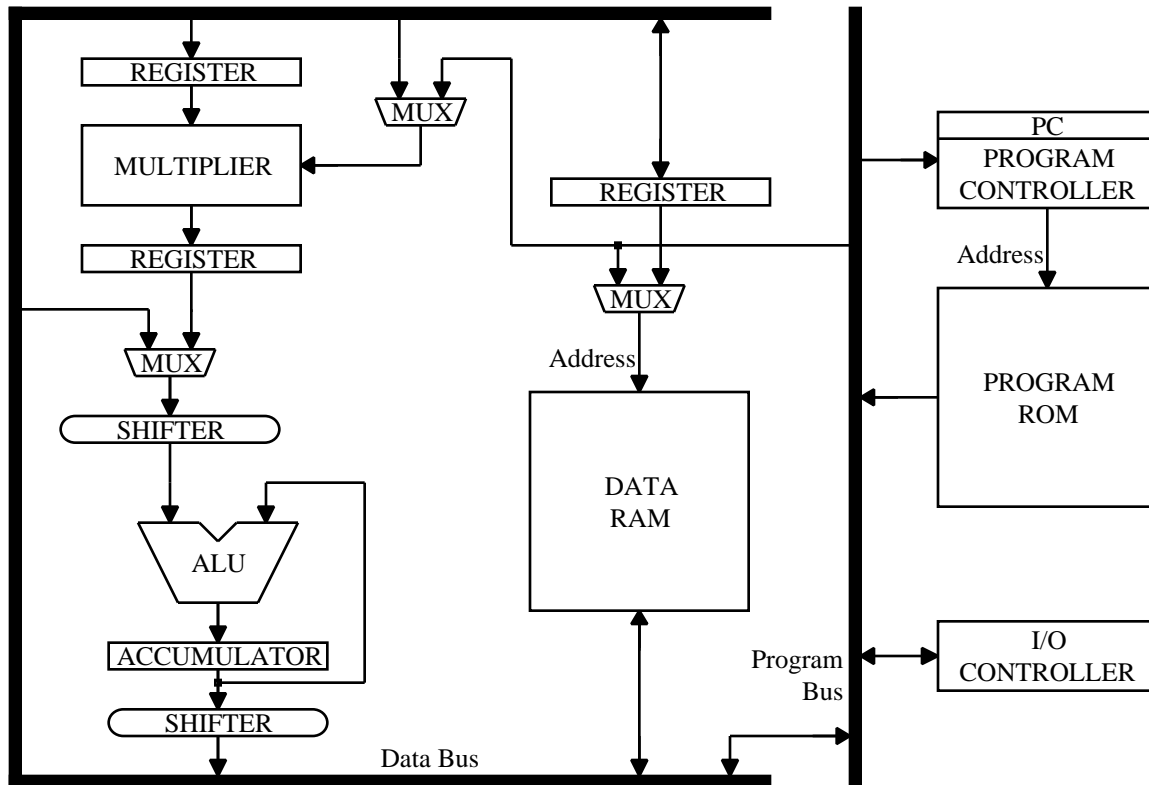 REGISTER
MUX
MULTIPLIER
REGISTER
REGISTER
MUX
MUX
SHIFTER
ALU
ACCUMULATOR
SHIFTER
Address
DATA
RAM
Data Bus
Program
Bus
PC
PROGRAM
CONTROLLER
Address
PROGRAM
ROM
I/O
CONTROLLER